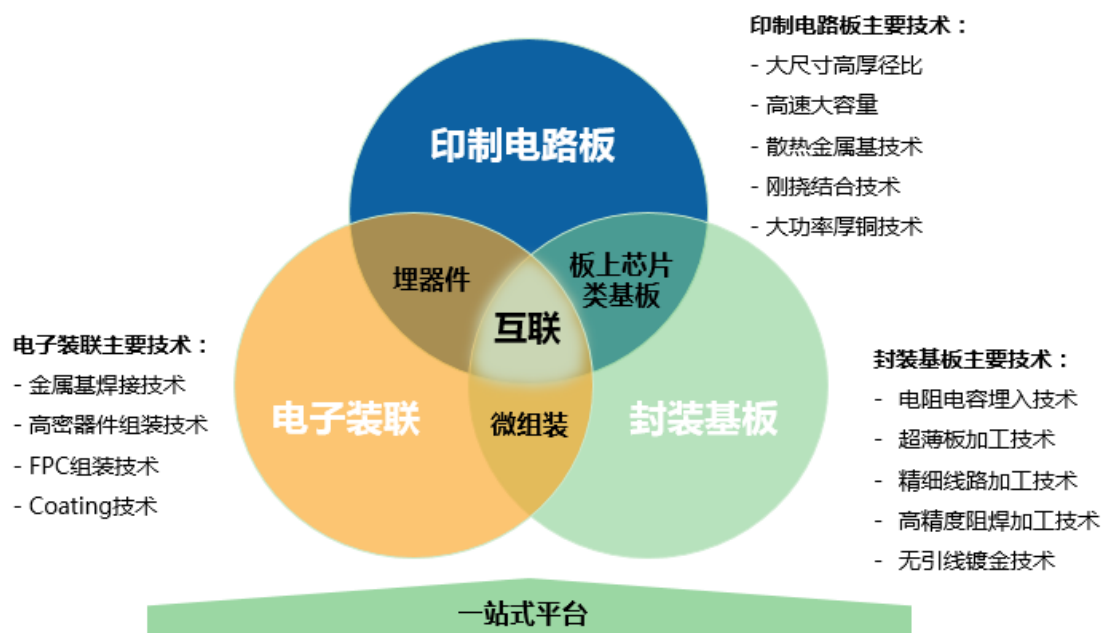 印制电路板主要技术：
- 大尺寸高厚径比
- 高速大容量
- 散热金属基技术
- 刚挠结合技术
- 大功率厚铜技术
印制电路板
埋器件
板上芯片
类基板
互联
电子装联主要技术：
- 金属基焊接技术
- 高密器件组装技术
- FPC组装技术
- Coating技术
电子装联
微组装
封装基板
封装基板主要技术：
- 电阻电容埋入技术
- 超薄板加工技术
- 精细线路加工技术
- 高精度阻焊加工技术
- 无引线镀金技术
一站式平台